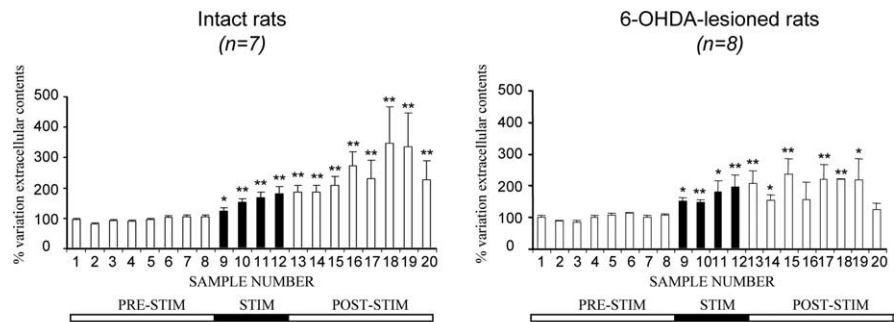 Intact rats
(n=7)
% variation extracellular contents
500
400
300
200
100
0
* ** ** ** ** ** ** ** ** ** ** **
1 2 3 4 5 6 7 8 9 10 11 12 13 14 15 16 17 18 19 20
SAMPLE NUMBER
PRE-STIM STIM POST-STIM
6-OHDA-lesioned rats
(n=8)
% variation extracellular contents
500
400
300
200
100
0
* ** * ** ** * ** ** ** *
1 2 3 4 5 6 7 8 9 10 11 1213 14 15 16 17 18 19 20
SAMPLE NUMBER
PRE-STIM STIM POST-STIM